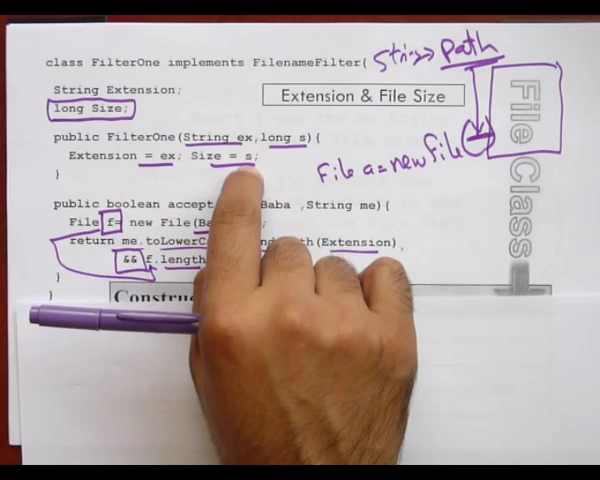 class FilterOne implements FilenameFilter{
String path
String Extension;
Extension & File Size
long Size;
public FilterOne(String ex,long s){
Extension = ex; Size = s;
File a = new File
}
public boolean accept Baba ,String me){
File f= new File(Ba
return me.toLowerC (Extension),
&& f.length
}
}
File Class
Constru